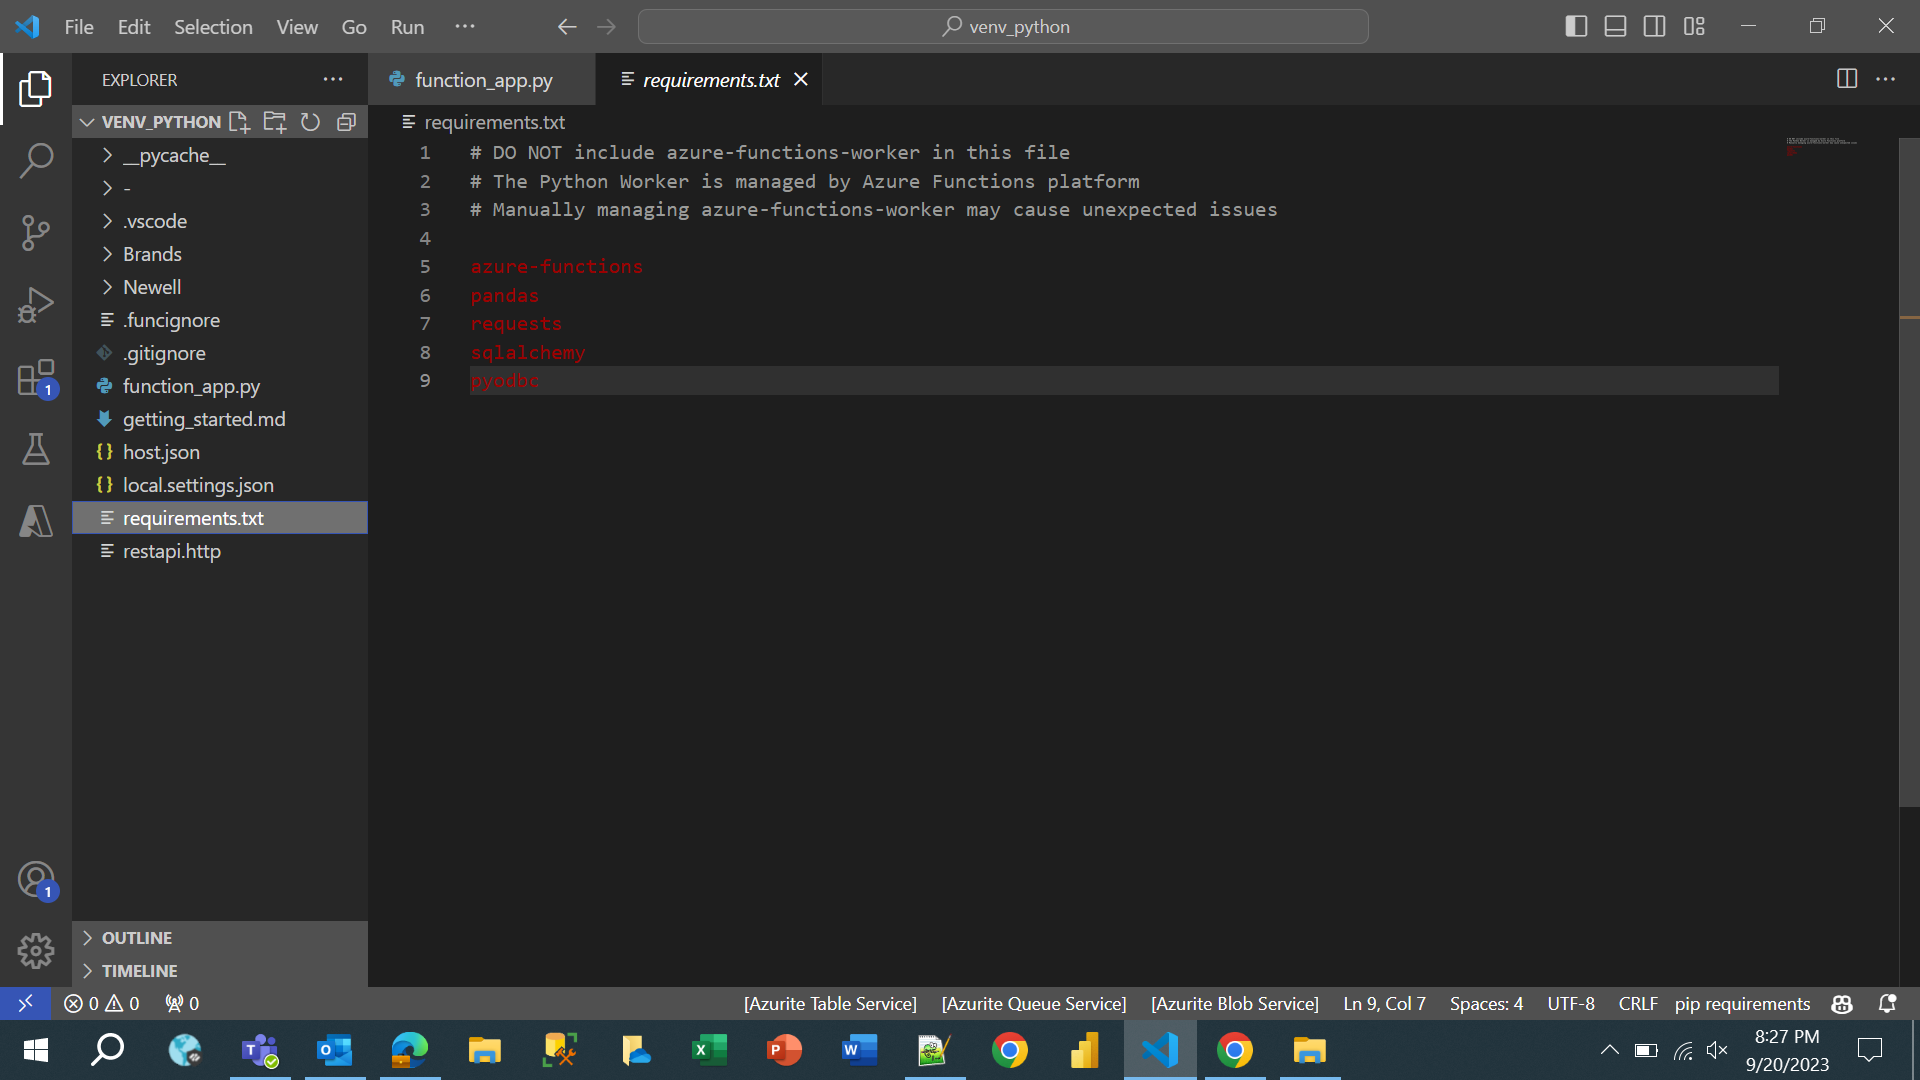 File Edit Selection View Go Run ··· venv_python
EXPLORER ···
function_app.py
requirements.txt
VENV_PYTHON
requirements.txt
__pycache__
-
.vscode
Brands
Newell
.funcignore
.gitignore
function_app.py
getting_started.md
{} host.json
{} local.settings.json
requirements.txt
restapi.http
1 # DO NOT include azure-functions-worker in this file
2 # The Python Worker is managed by Azure Functions platform
3 # Manually managing azure-functions-worker may cause unexpected issues
4
5 azure-functions
6 pandas
7 requests
8 sqlalchemy
9 pyodbc
1
1
OUTLINE
TIMELINE
0 0 0 [Azurite Table Service] [Azurite Queue Service] [Azurite Blob Service] Ln 9, Col 7 Spaces: 4 UTF-8 CRLF pip requirements
8:27 PM
9/20/2023